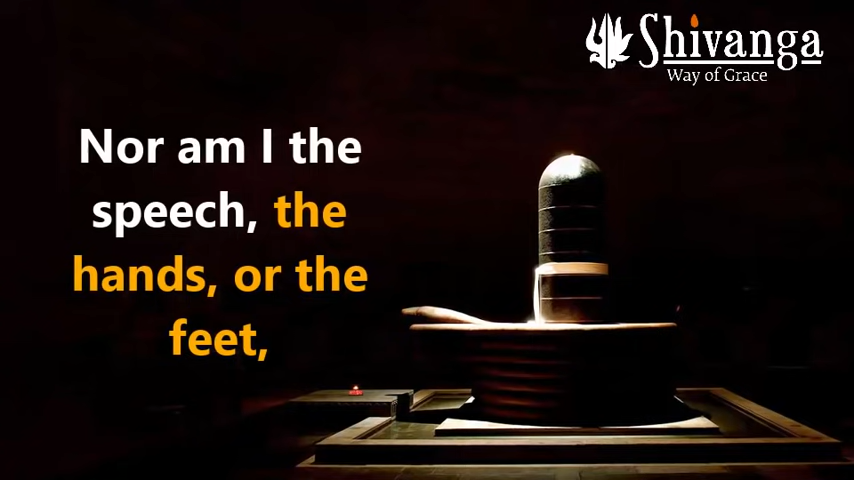 Shivanga
Way of Grace
Nor am I the
speech, the
hands, or the
feet,